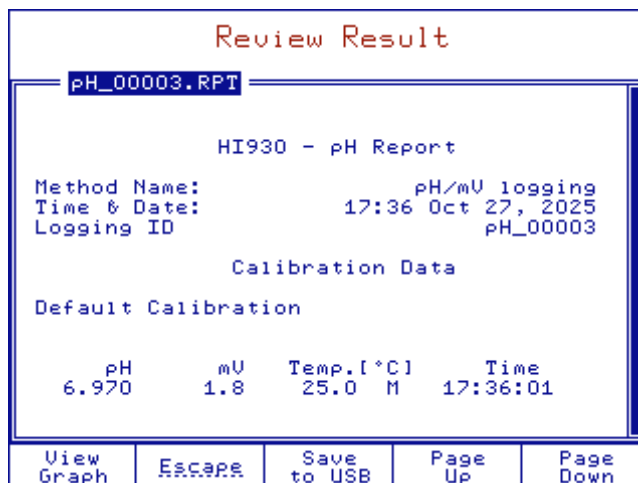 Review Result
pH_00003.RPT
HI930 - pH Report
Method Name: pH/mV logging
Time & Date: 17:36 Oct 27, 2025
Logging ID pH_00003
Calibration Data
Default Calibration
pH mV Temp.[°C] Time
6.970 1.8 25.0 M 17:36:01
View Graph
Escape
Save to USB
Page Up
Page Down